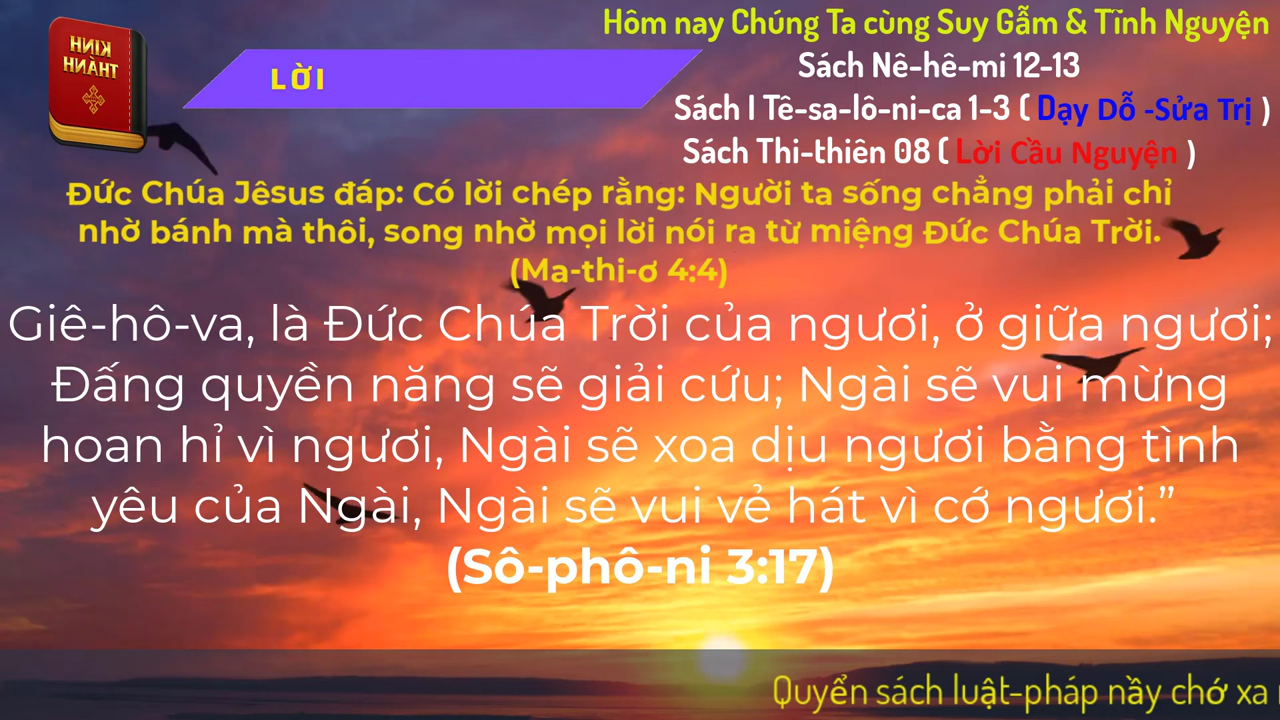 KINH
THÀNH
LỜI
Hôm nay Chúng Ta cùng Suy Gẫm & Tĩnh Nguyện
Sách Nê-hê-mi 12-13
Sách I Tê-sa-lô-ni-ca 1-3 ( Dạy Dỗ -Sửa Trị )
Sách Thi-thiên 08 ( Lời Cầu Nguyện )
Đức Chúa Jêsus đáp: Có lời chép rằng: Người ta sống chẳng phải chỉ
nhờ bánh mà thôi, song nhờ mọi lời nói ra từ miệng Đức Chúa Trời.
(Ma-thi-ơ 4:4)
Giê-hô-va, là Đức Chúa Trời của ngươi, ở giữa ngươi;
Đấng quyền năng sẽ giải cứu; Ngài sẽ vui mừng
hoan hỉ vì ngươi, Ngài sẽ xoa dịu ngươi bằng tình
yêu của Ngài, Ngài sẽ vui vẻ hát vì cớ ngươi.”
(Sô-phô-ni 3:17)
Quyển sách luật-pháp nầy chớ xa